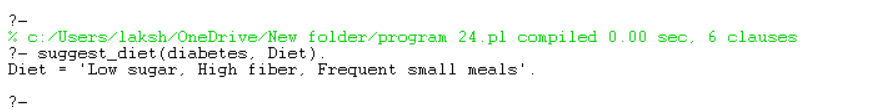 ?-
% c:/Users/laksh/OneDrive/New folder/program 24.pl compiled 0.00 sec, 6 clauses
?- suggest_diet(diabetes, Diet).
Diet = 'Low sugar, High fiber, Frequent small meals'.
?-